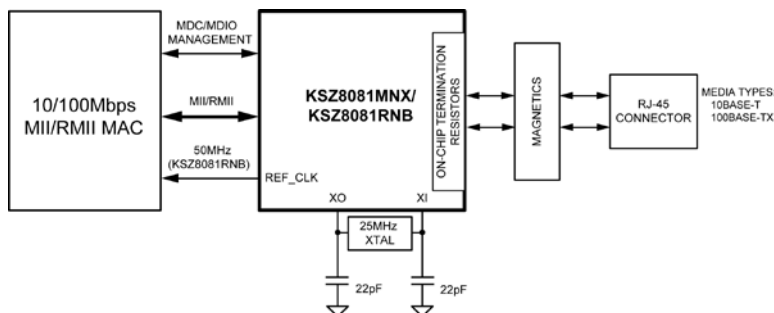 MDC/MDIO
MANAGEMENT
10/100Mbps
MII/RMII MAC
MII/RMII
50MHz
(KSZ8081RNB)
KSZ8081MNX/
KSZ8081RNB
REF_CLK
XO
XI
ON-CHIP TERMINATION
RESISTORS
MAGNETICS
RJ-45
CONNECTOR
MEDIA TYPES:
10BASE-T
100BASE-TX
25MHz
XTAL
22pF
22pF